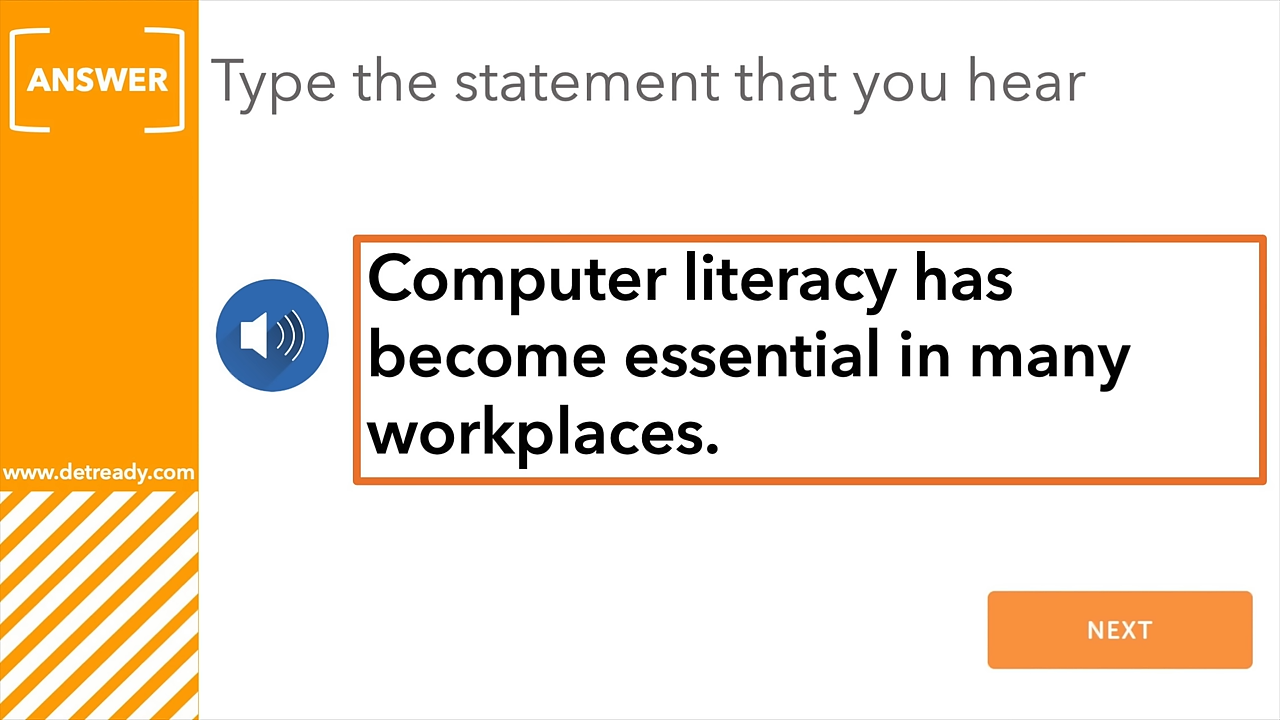 ANSWER
Type the statement that you hear
Computer literacy has
become essential in many
workplaces.
www.detready.com
NEXT